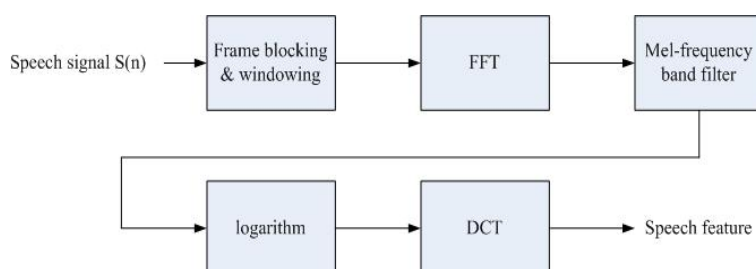 Speech signal S(n)
Frame blocking
& windowing
FFT
Mel-frequency
band filter
logarithm
DCT
Speech feature